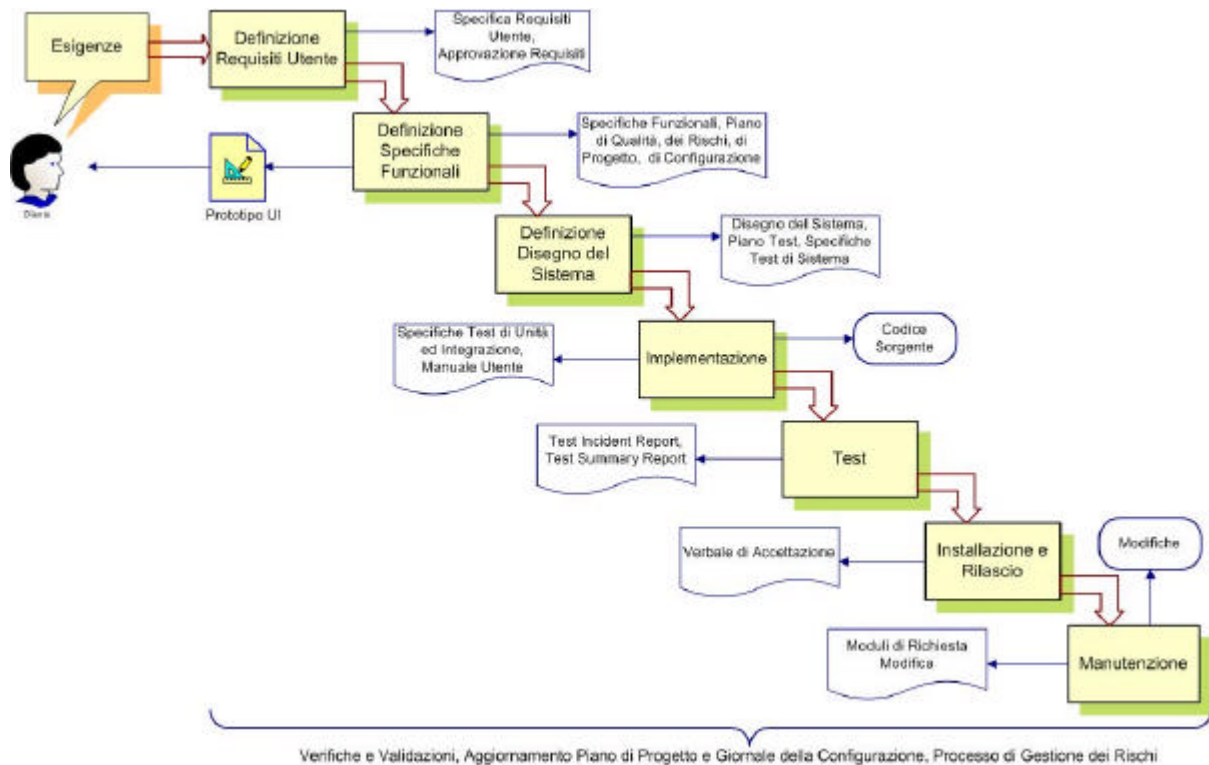 Esigenze
Definizione
Requisiti Utente
Specifica Requisiti
Utente,
Approvazione Requisiti
Definizione
Specifiche
Funzionali
Specifiche Funzionali, Piano
di Qualità, dei Rischi, di
Progetto, di Configurazione
Prototipo UI
Definizione
Disegno del
Sistema
Disegno del Sistema,
Piano Test, Specifiche
Test di Sistema
Specifiche Test di Unità
ed Integrazione,
Manuale Utente
Implementazione
Codice
Sorgente
Test Incident Report,
Test Summary Report
Test
Verbale di Accettazione
Installazione e
Rilascio
Modifiche
Moduli di Richiesta
Modifica
Manutenzione
Verifiche e Validazioni, Aggiornamento Piano di Progetto e Giornale della Configurazione, Processo di Gestione dei Rischi